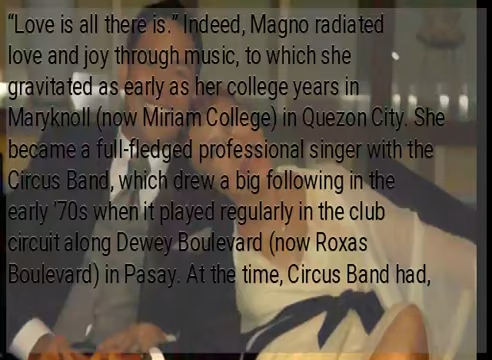 “Love is all there is.” Indeed, Magno radiated
love and joy through music, to which she
gravitated as early as her college years in
Maryknoll (now Miriam College) in Quezon City. She
became a full-fledged professional singer with the
Circus Band, which drew a big following in the
early ’70s when it played regularly in the club
circuit along Dewey Boulevard (now Roxas
Boulevard) in Pasay. At the time, Circus Band had,